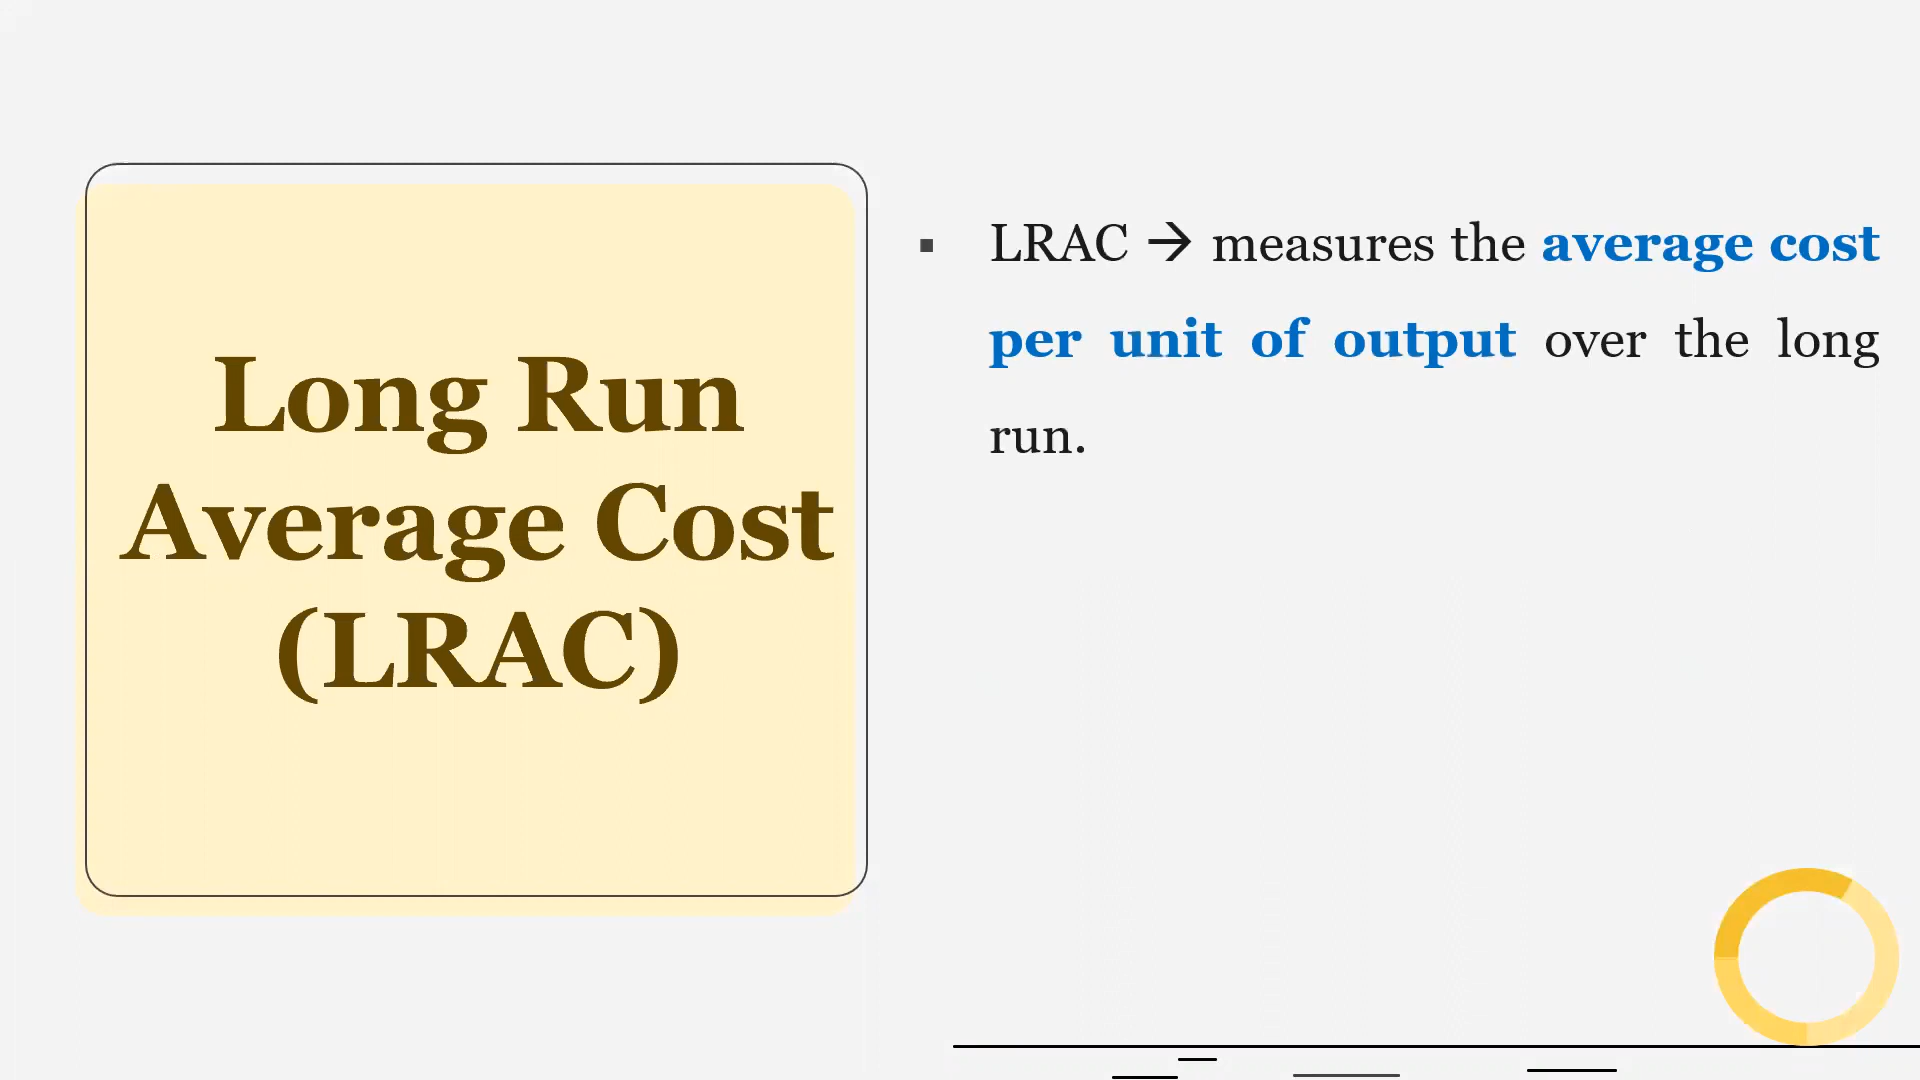 Long Run
Average Cost
(LRAC)
▪ LRAC → measures the average cost
per unit of output over the long
run.